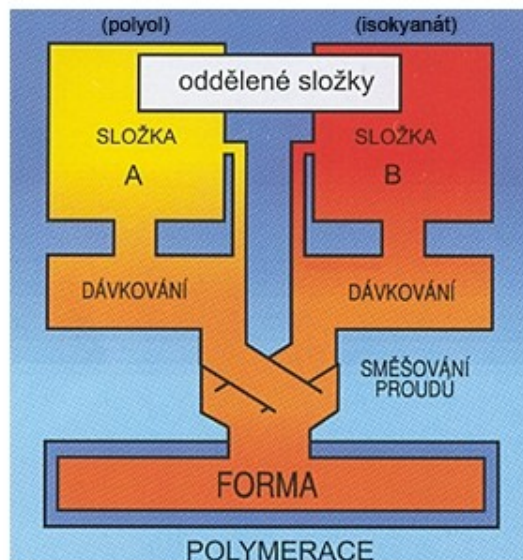 (polyol)
(isokyanát)
oddělené složky
SLOŽKA
A
SLOŽKA
B
DÁVKOVÁNÍ
DÁVKOVÁNÍ
SMĚŠOVÁNÍ
PROUDŮ
FORMA
POLYMERACE